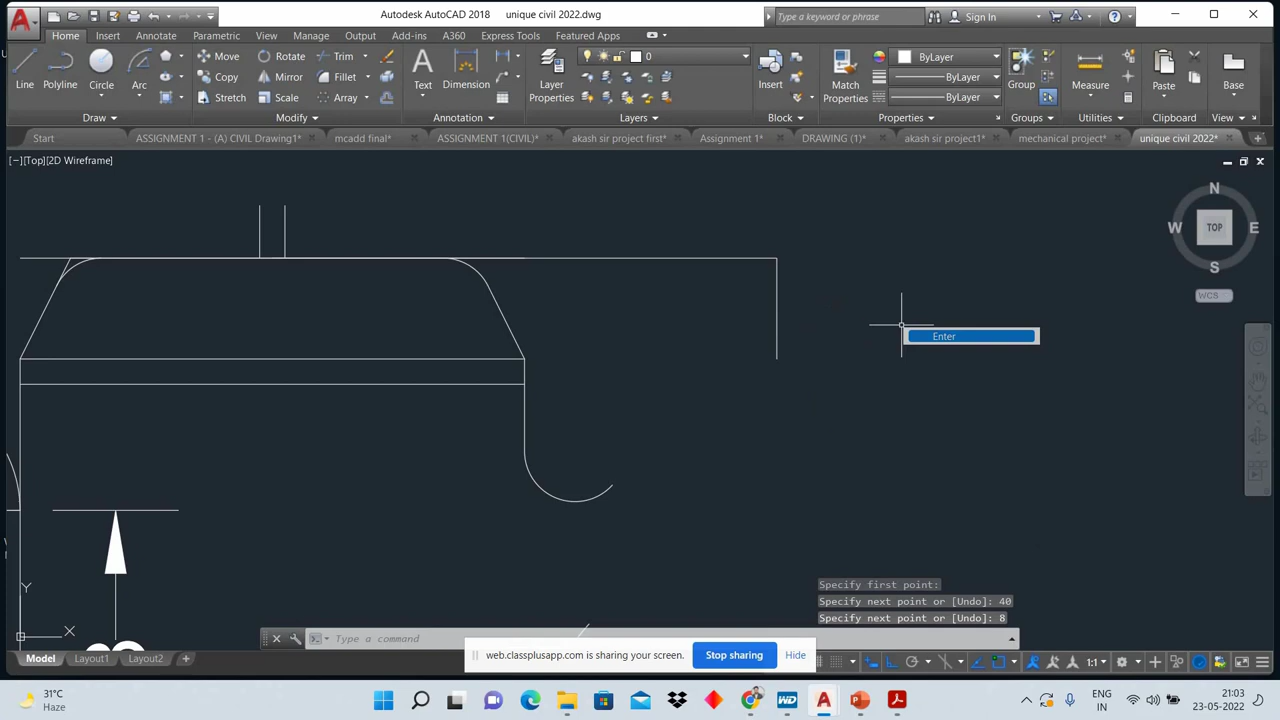 Autodesk AutoCAD 2018 unique civil 2022.dwg
Type a keyword or phrase
Sign In
Home Insert Annotate Parametric View Manage Output Add-ins A360 Express Tools Featured Apps
Line Polyline Circle Arc
Move Rotate Trim
Copy Mirror Fillet
Stretch Scale Array
Text Dimension
Layer Properties
0
Insert
Match Properties
ByLayer
ByLayer
ByLayer
Group
Measure
Paste
Base
Draw Modify Annotation Layers Block Properties Groups Utilities Clipboard View
Start ASSIGNMENT 1 - (A) CIVIL Drawing1* mcadd final* ASSIGNMENT 1(CIVIL)* akash sir project first* Assignment 1* DRAWING (1)* akash sir project1* mechanical project* unique civil 2022*
[−][Top][2D Wireframe]
N
W TOP E
S
WCS
Enter
Y
X
Specify first point:
Specify next point or [Undo]: 40
Specify next point or [Undo]: 8
Type a command
web.classplusapp.com is sharing your screen. Stop sharing Hide
Model Layout1 Layout2
1:1
31°C
Haze
ENG
IN
21:03
23-05-2022